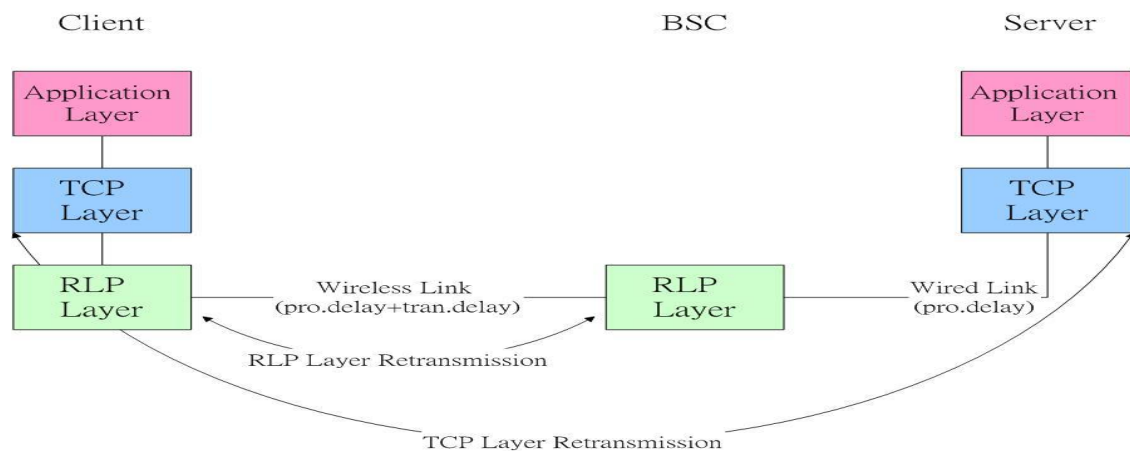 Client
BSC
Server
Application
Layer
Application
Layer
TCP
Layer
TCP
Layer
RLP
Layer
Wireless Link
(pro.delay+tran.delay)
RLP
Layer
Wired Link
(pro.delay)
RLP Layer Retransmission
TCP Layer Retransmission